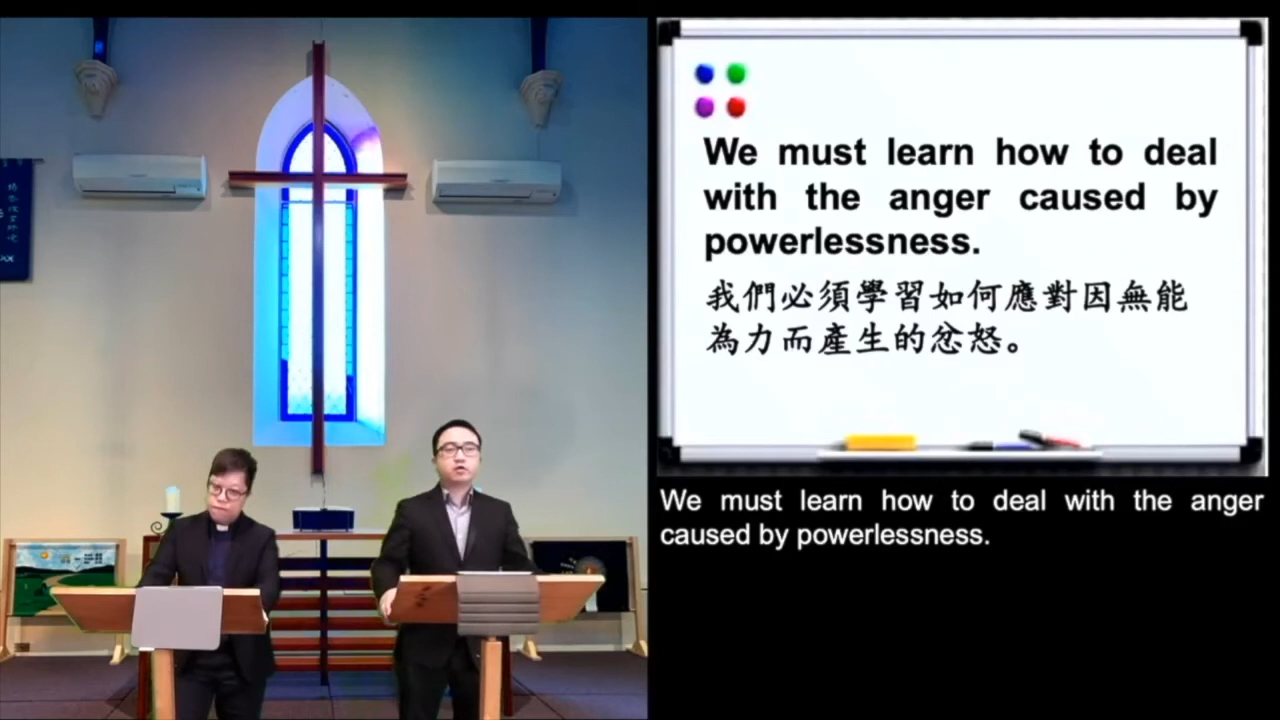 We must learn how to deal
with the anger caused by
powerlessness.
我們必須學習如何應對因無能
為力而產生的忿怒。
We must learn how to deal with the anger
caused by powerlessness.